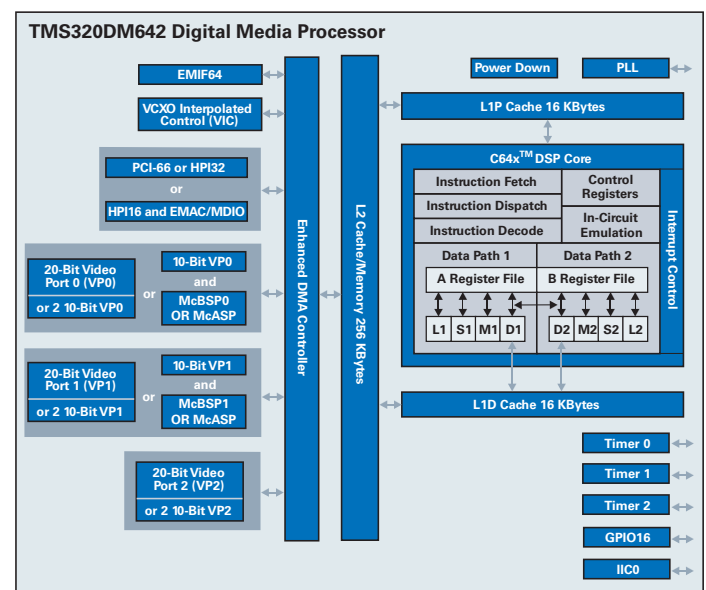 TMS320DM642 Digital Media Processor
EMIF64
VCXO Interpolated
Control (VIC)
PCI-66 or HPI32
or
HPI16 and EMAC/MDIO
20-Bit Video
Port 0 (VP0)
or 2 10-Bit VP0
or
10-Bit VP0
and
McBSP0
OR McASP
20-Bit Video
Port 1 (VP1)
or 2 10-Bit VP1
or
10-Bit VP1
and
McBSP1
OR McASP
20-Bit Video
Port 2 (VP2)
or 2 10-Bit VP2
Enhanced DMA Controller
L2 Cache/Memory 256 KBytes
Power Down
PLL
L1P Cache 16 KBytes
C64x™ DSP Core
Instruction Fetch
Instruction Dispatch
Instruction Decode
Control
Registers
In-Circuit
Emulation
Interrupt Control
Data Path 1
Data Path 2
A Register File
B Register File
L1 S1 M1 D1
D2 M2 S2 L2
L1D Cache 16 KBytes
Timer 0
Timer 1
Timer 2
GPIO16
IIC0